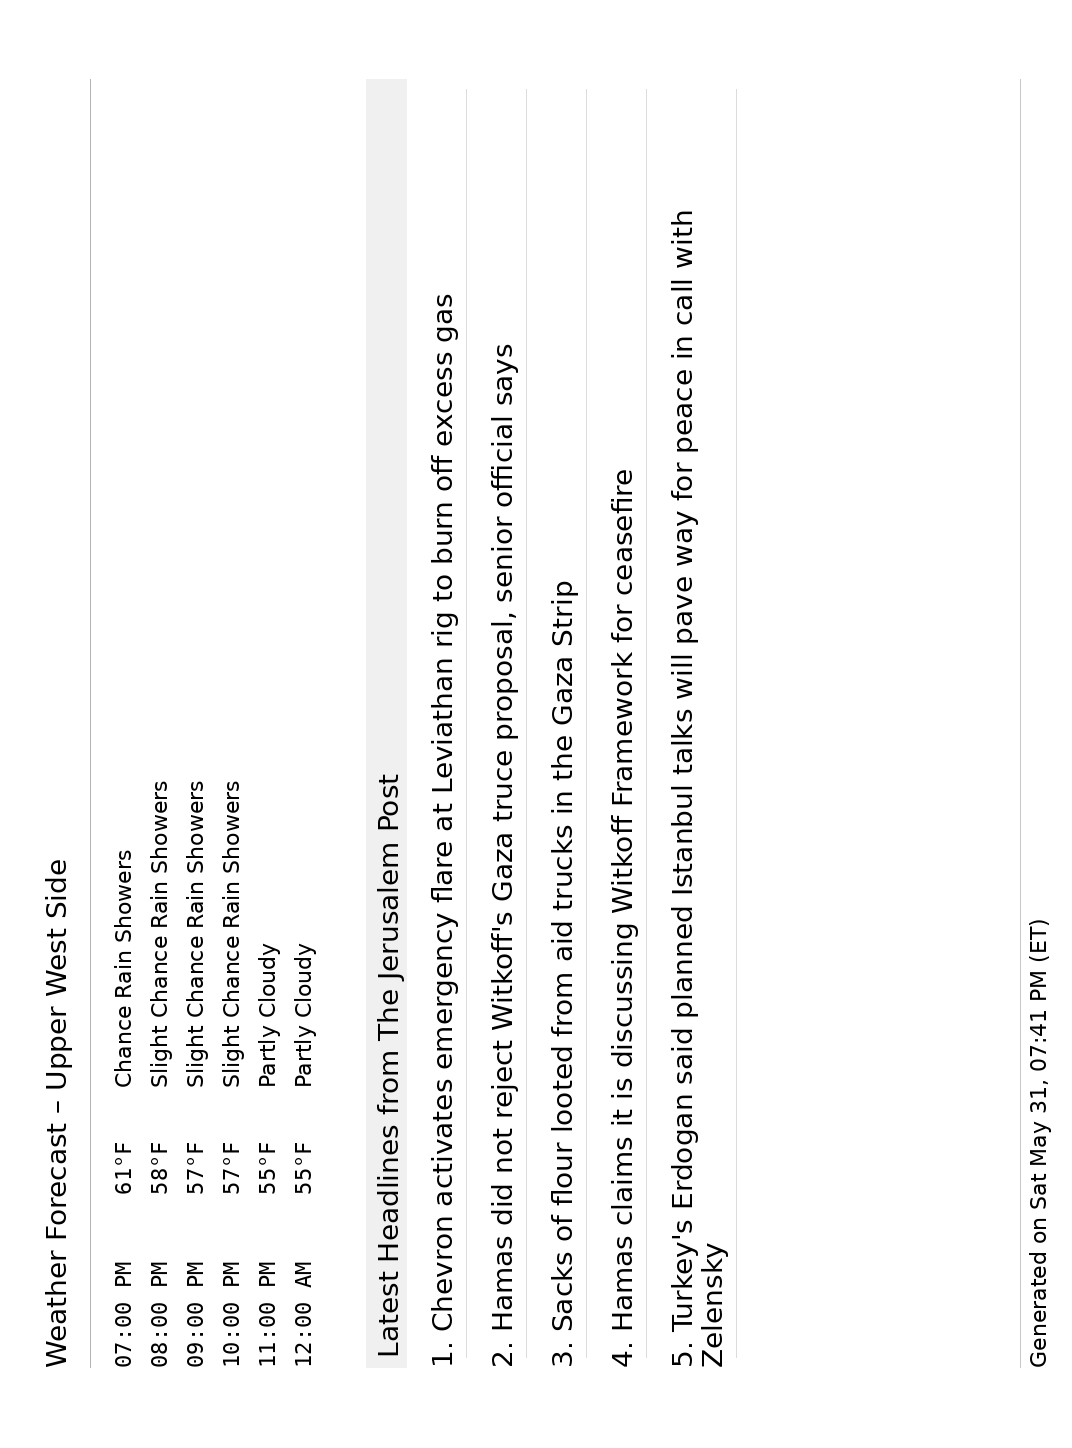 Weather Forecast – Upper West Side
07:00 PM 61°F Chance Rain Showers
08:00 PM 58°F Slight Chance Rain Showers
09:00 PM 57°F Slight Chance Rain Showers
10:00 PM 57°F Slight Chance Rain Showers
11:00 PM 55°F Partly Cloudy
12:00 AM 55°F Partly Cloudy
Latest Headlines from The Jerusalem Post
1. Chevron activates emergency flare at Leviathan rig to burn off excess gas
2. Hamas did not reject Witkoff's Gaza truce proposal, senior official says
3. Sacks of flour looted from aid trucks in the Gaza Strip
4. Hamas claims it is discussing Witkoff Framework for ceasefire
5. Turkey's Erdogan said planned Istanbul talks will pave way for peace in call with
Zelensky
Generated on Sat May 31, 07:41 PM (ET)